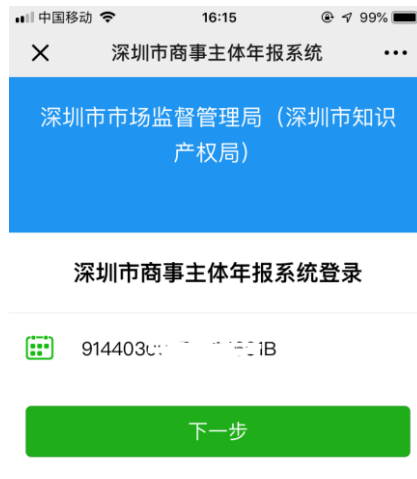 中国移动 16:15 99%
深圳市商事主体年报系统
深圳市市场监督管理局（深圳市知识
产权局）
深圳市商事主体年报系统登录
下一步